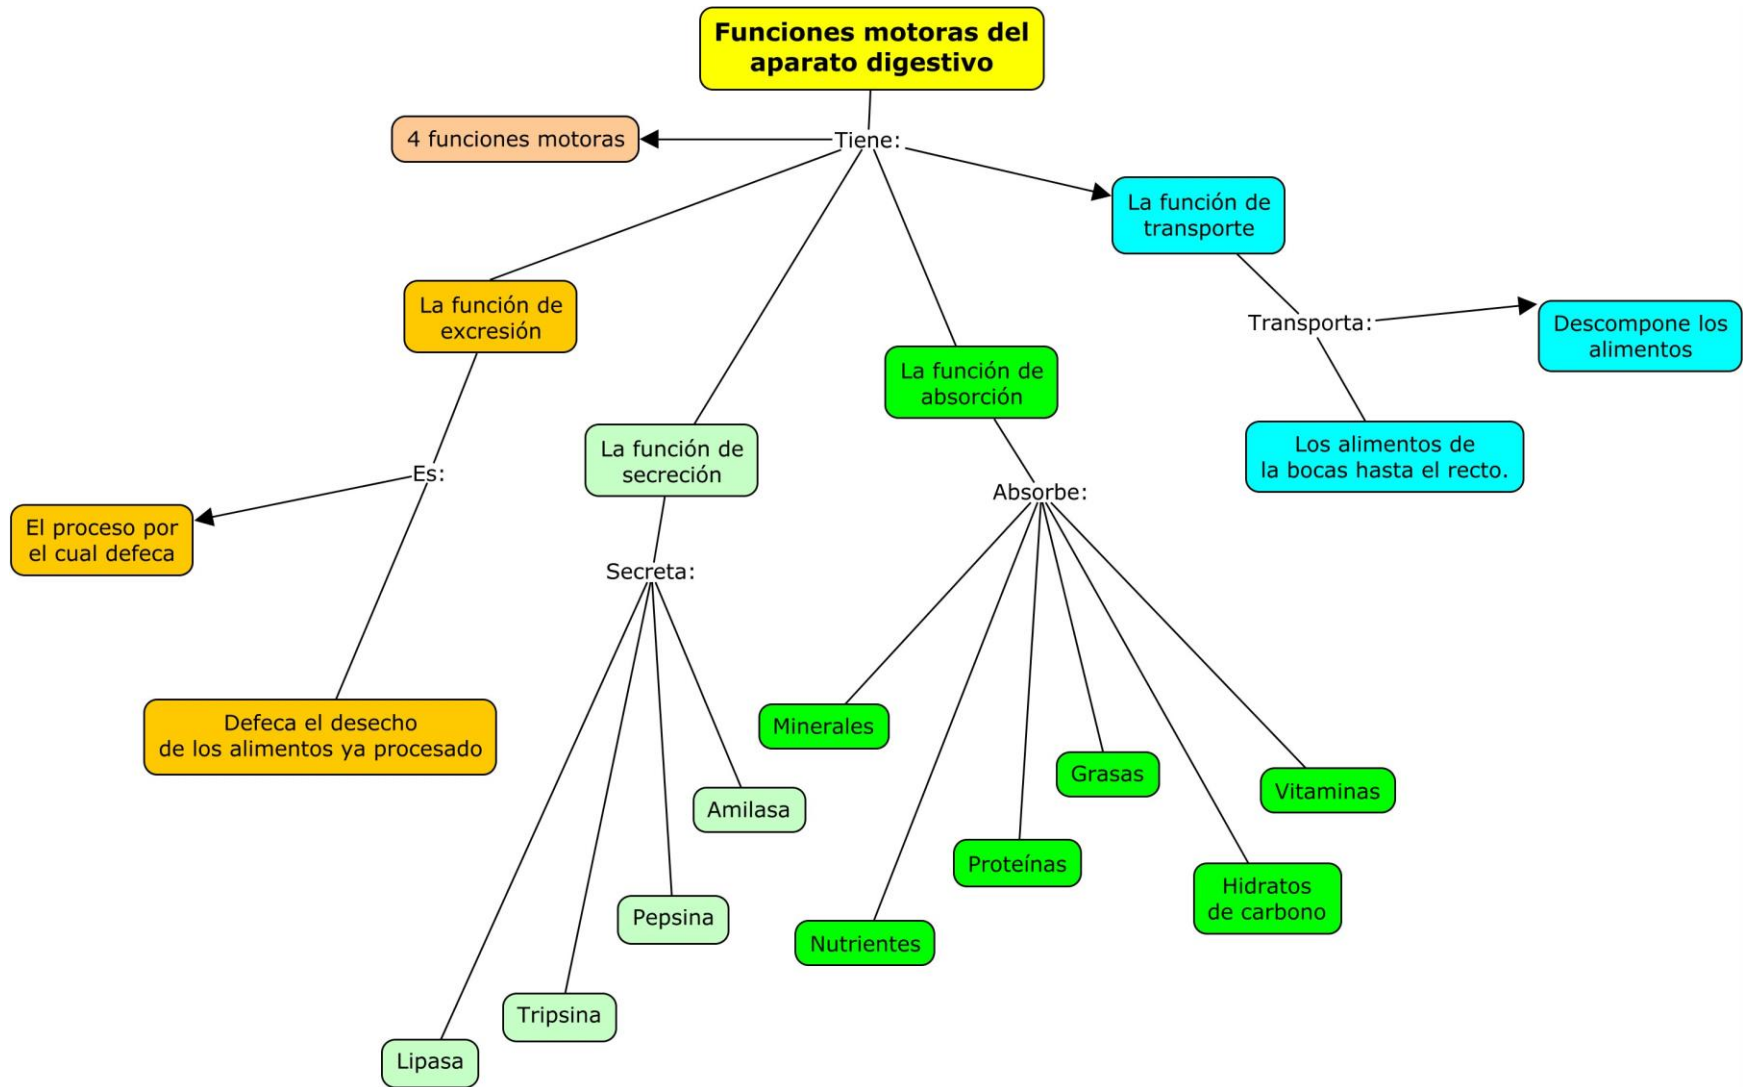 Funciones motoras del
aparato digestivo
4 funciones motoras
Tiene:
La función de
transporte
La función de
excresión
Transporta:
Descompone los
alimentos
La función de
absorción
La función de
secreción
Los alimentos de
la bocas hasta el recto.
Es:
Absorbe:
El proceso por
el cual defeca
Secreta:
Defeca el desecho
de los alimentos ya procesado
Minerales
Grasas
Vitaminas
Amilasa
Proteínas
Hidratos
de carbono
Pepsina
Nutrientes
Tripsina
Lipasa